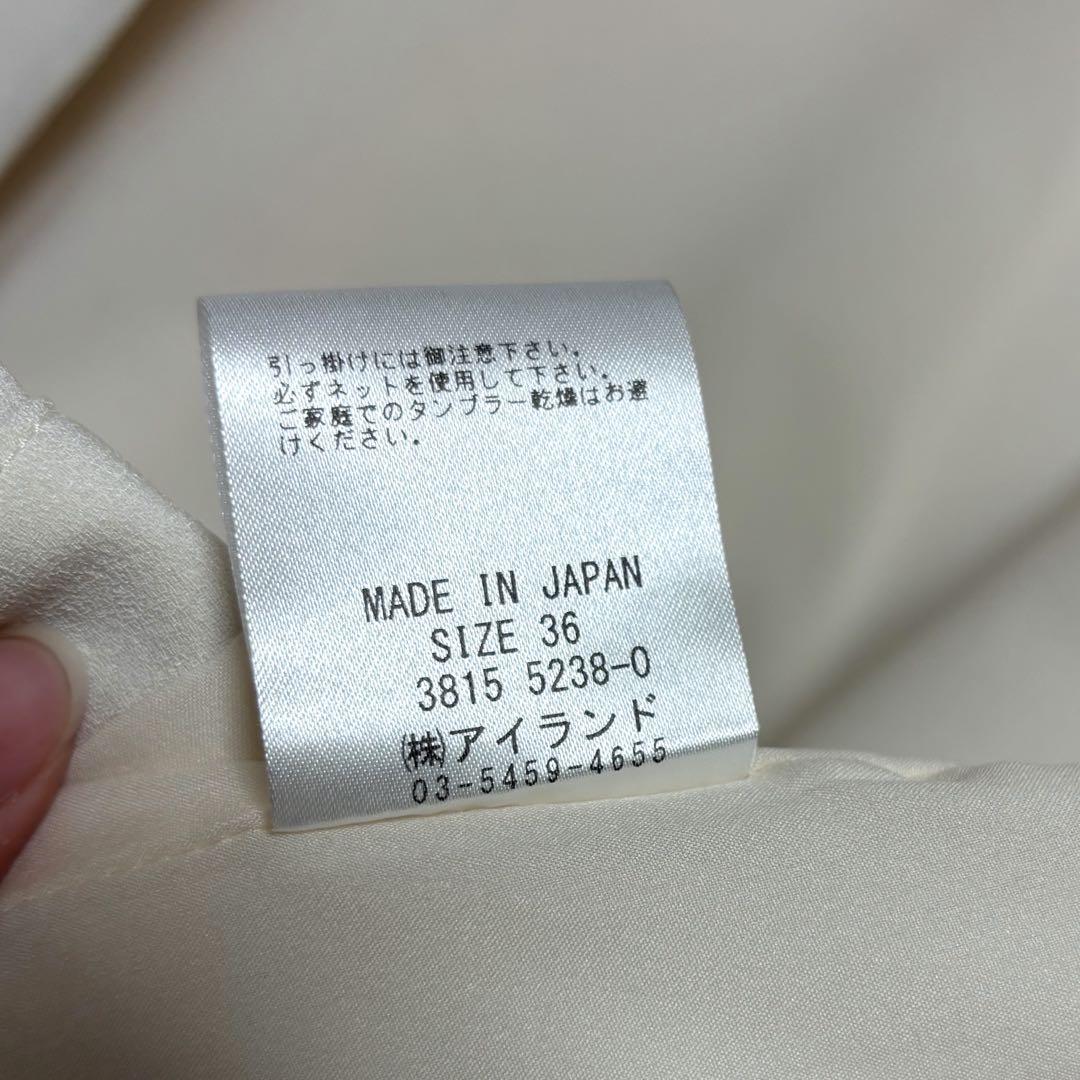 引っ掛けには御注意下さい。
必ずネットを使用して下さい。
ご家庭でのタンブラー乾燥はお避
けください。
MADE IN JAPAN
SIZE 36
3815 5238-0
(株)アイランド
03-5459-4655